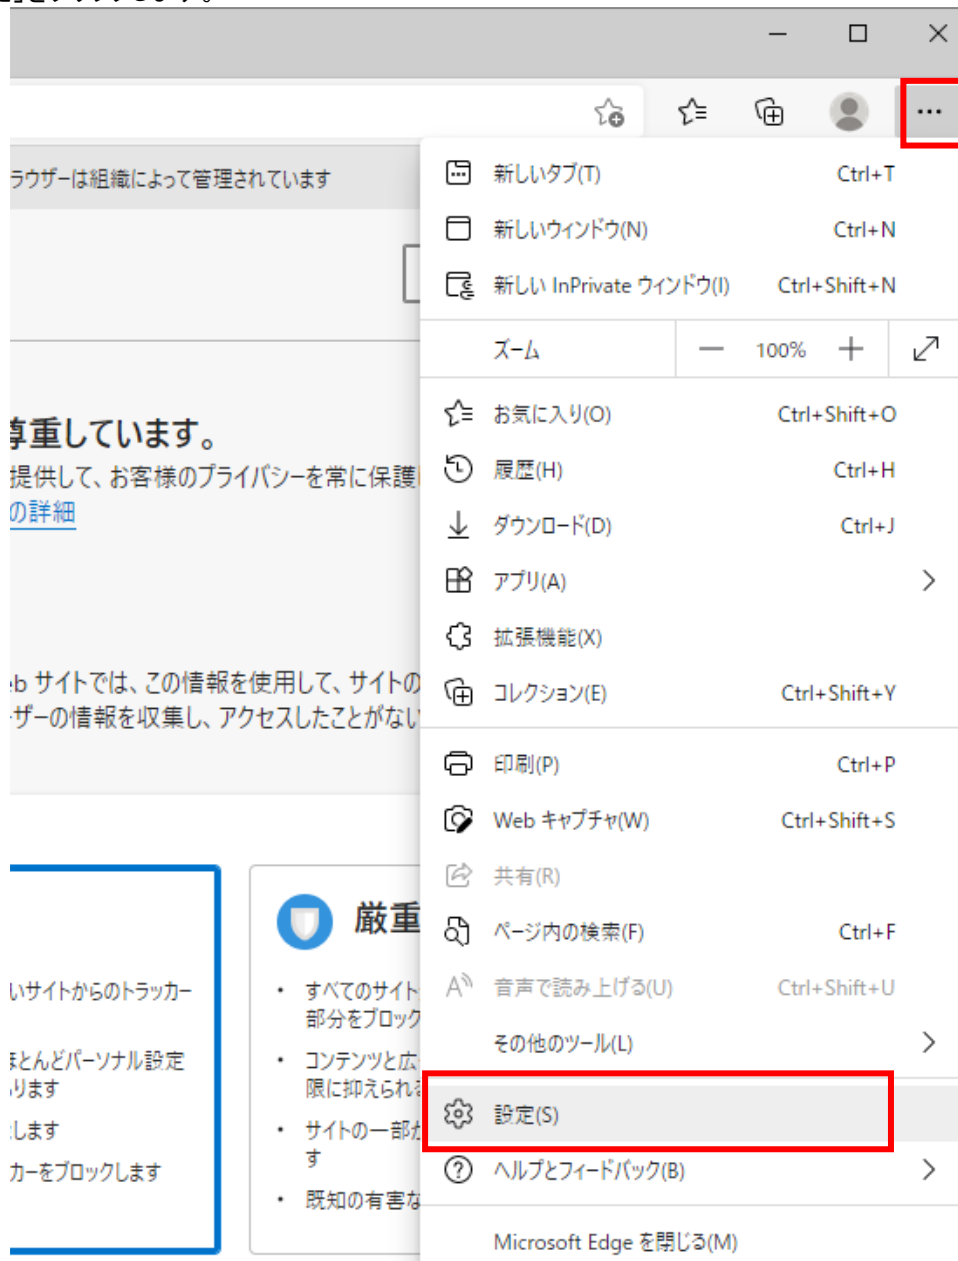 をクリックします。
ラウザーは組織によって管理されています
新しいタブ(T) Ctrl+T
新しいウィンドウ(N) Ctrl+N
新しい InPrivate ウィンドウ(I) Ctrl+Shift+N
ズーム 100%
お気に入り(O) Ctrl+Shift+O
履歴(H) Ctrl+H
ダウンロード(D) Ctrl+J
アプリ(A)
拡張機能(X)
コレクション(E) Ctrl+Shift+Y
印刷(P) Ctrl+P
Web キャプチャ(W) Ctrl+Shift+S
共有(R)
ページ内の検索(F) Ctrl+F
音声で読み上げる(U) Ctrl+Shift+U
その他のツール(L)
設定(S)
ヘルプとフィードバック(B)
Microsoft Edge を閉じる(M)
尊重しています。
提供して、お客様のプライバシーを常に保護
の詳細
eb サイトでは、この情報を使用して、サイトの
ーザーの情報を収集し、アクセスしたことがない
いサイトからのトラッカー
ほとんどパーソナル設定
ります
します
カーをブロックします
厳重
• すべてのサイト
部分をブロック
• コンテンツと広
限に抑えられ
• サイトの一部が
す
• 既知の有害な